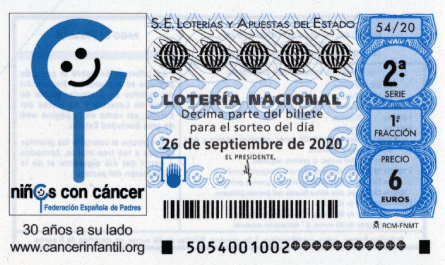 S.E. LOTERÍAS Y APUESTAS DEL ESTADO
54/20
2ª
SERIE
LOTERÍA NACIONAL
Décima parte del billete
para el sorteo del día
26 de septiembre de 2020
EL PRESIDENTE,
1ª
FRACCIÓN
PRECIO
6
EUROS
RCM-FNMT
niños con cáncer
Federación Española de Padres
30 años a su lado
www.cancerinfantil.org
5054001002